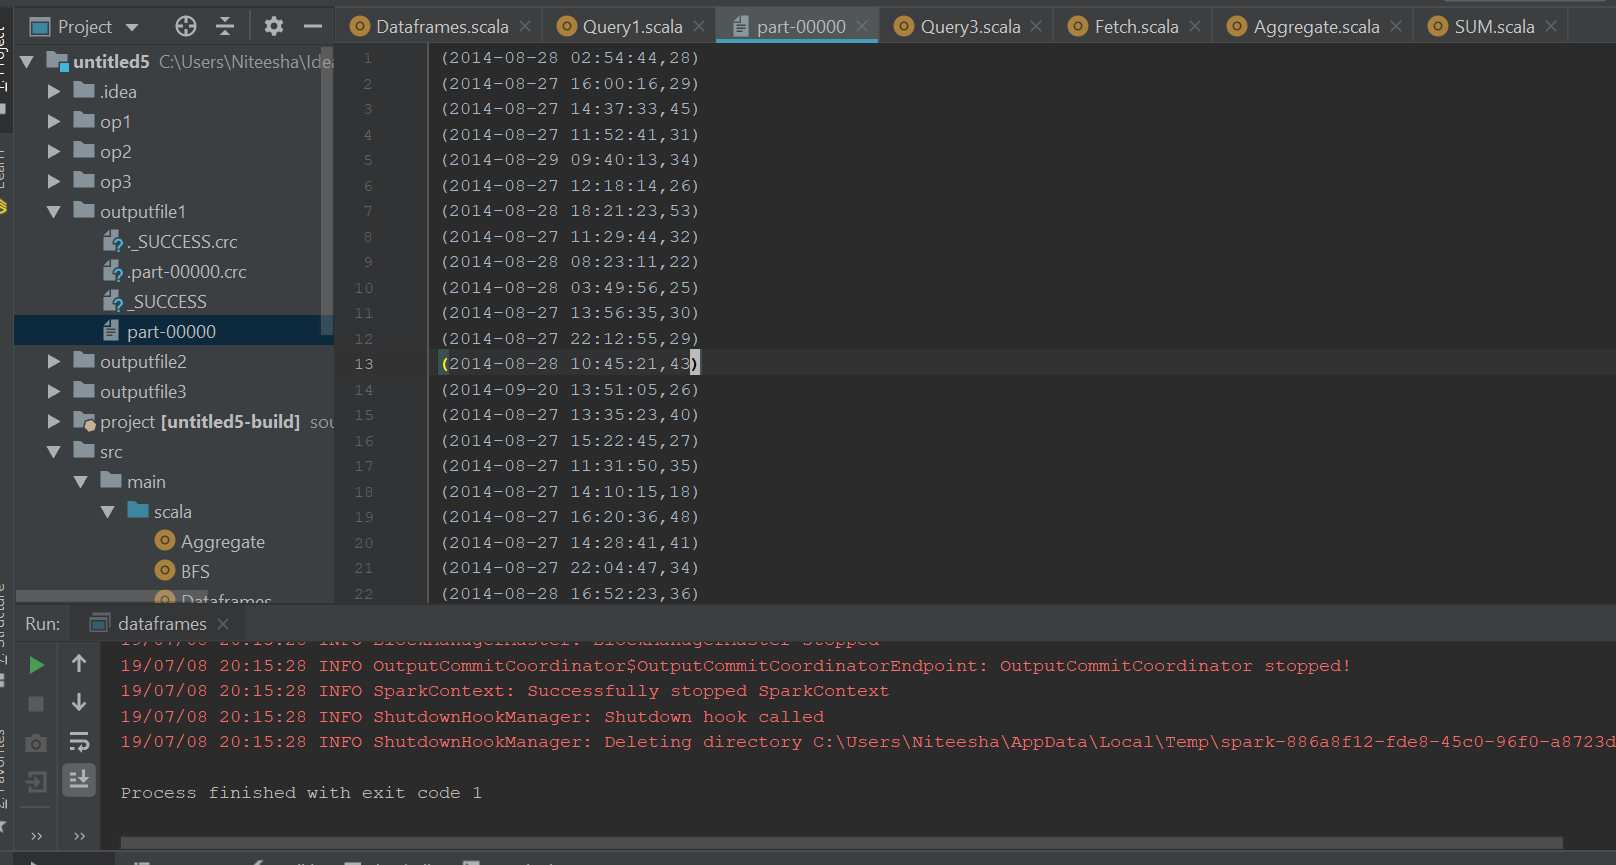 Project
Dataframes.scala
Query1.scala
part-00000
Query3.scala
Fetch.scala
Aggregate.scala
SUM.scala
untitled5 C:\Users\Niteesha\Idea
.idea
op1
op2
op3
outputfile1
._SUCCESS.crc
.part-00000.crc
_SUCCESS
part-00000
outputfile2
outputfile3
project [untitled5-build] sou
src
main
scala
Aggregate
BFS
Dataframes
1 (2014-08-28 02:54:44,28)
2 (2014-08-27 16:00:16,29)
3 (2014-08-27 14:37:33,45)
4 (2014-08-27 11:52:41,31)
5 (2014-08-29 09:40:13,34)
6 (2014-08-27 12:18:14,26)
7 (2014-08-28 18:21:23,53)
8 (2014-08-27 11:29:44,32)
9 (2014-08-28 08:23:11,22)
10 (2014-08-28 03:49:56,25)
11 (2014-08-27 13:56:35,30)
12 (2014-08-27 22:12:55,29)
13 (2014-08-28 10:45:21,43)
14 (2014-09-20 13:51:05,26)
15 (2014-08-27 13:35:23,40)
16 (2014-08-27 15:22:45,27)
17 (2014-08-27 11:31:50,35)
18 (2014-08-27 14:10:15,18)
19 (2014-08-27 16:20:36,48)
20 (2014-08-27 14:28:41,41)
21 (2014-08-27 22:04:47,34)
22 (2014-08-28 16:52:23,36)
Run: dataframes
19/07/08 20:15:28 INFO BlockManagerMaster: BlockManagerMaster stopped
19/07/08 20:15:28 INFO OutputCommitCoordinator$OutputCommitCoordinatorEndpoint: OutputCommitCoordinator stopped!
19/07/08 20:15:28 INFO SparkContext: Successfully stopped SparkContext
19/07/08 20:15:28 INFO ShutdownHookManager: Shutdown hook called
19/07/08 20:15:28 INFO ShutdownHookManager: Deleting directory C:\Users\Niteesha\AppData\Local\Temp\spark-886a8f12-fde8-45c0-96f0-a8723d
Process finished with exit code 1